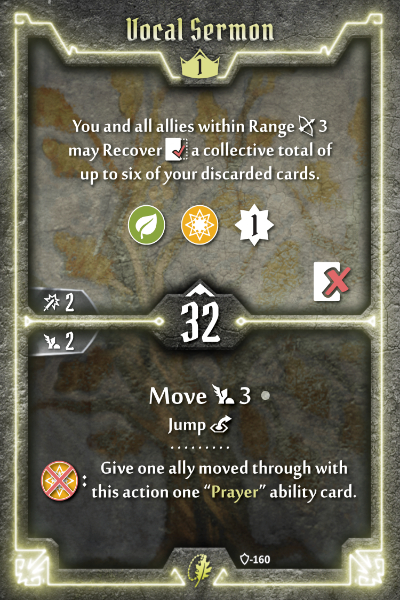 Vocal Sermon
1
You and all allies within Range 3
may Recover a collective total of
up to six of your discarded cards.
1
2
32
2
Move 3
Jump
:
Give one ally moved through with
this action one “Prayer” ability card.
-160